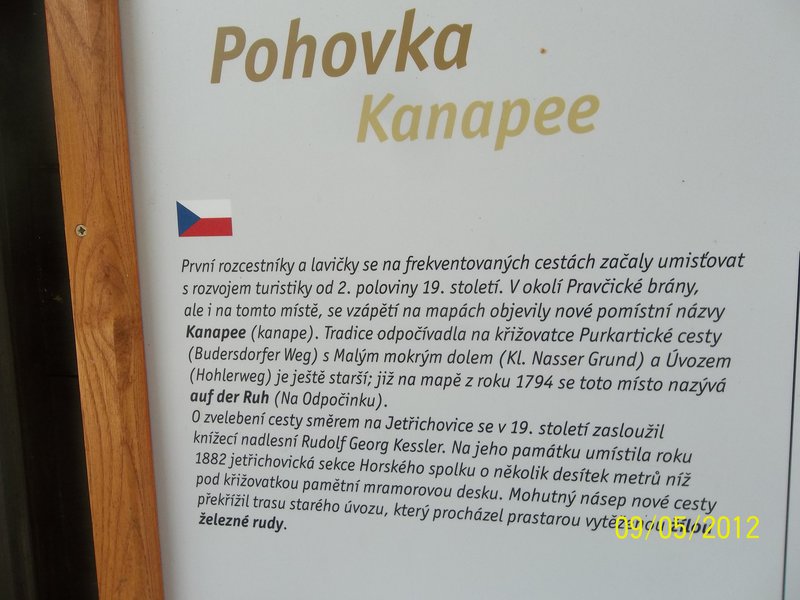 Pohovka
Kanapee
První rozcestníky a lavičky se na frekventovaných cestách začaly umisťovat
s rozvojem turistiky od 2. poloviny 19. století. V okolí Pravčické brány,
ale i na tomto místě, se vzápětí na mapách objevily nové pomístní názvy
Kanapee (kanape). Tradice odpočívadla na křižovatce Purkartické cesty
(Budersdorfer Weg) s Malým mokrým dolem (Kl. Nasser Grund) a Úvozem
(Hohlerweg) je ještě starší; již na mapě z roku 1794 se toto místo nazývá
auf der Ruh (Na Odpočinku).
O zvelebení cesty směrem na Jetřichovice se v 19. století zasloužil
knížecí nadlesní Rudolf Georg Kessler. Na jeho památku umístila roku
1882 jetřichovická sekce Horského spolku o několik desítek metrů níž
pod křižovatkou pamětní mramorovou desku. Mohutný násep nové cesty
překřížil trasu starého úvozu, který procházel prastarou vytěženou
železné rudy.
09/05/2012